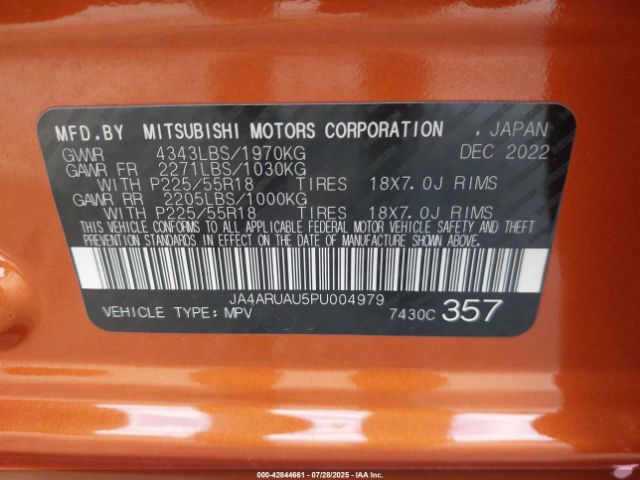 MFD.BY MITSUBISHI MOTORS CORPORATION , JAPAN
GVWR 4343LBS/1970KG DEC 2022
GAWR FR 2271LBS/1030KG
WITH P225/55R18 TIRES 18X7.0J RIMS
GAWR RR 2205LBS/1000KG
WITH P225/55R18 TIRES 18X7.0J RIMS
THIS VEHICLE CONFORMS TO ALL APPLICABLE FEDERAL MOTOR VEHICLE SAFETY AND THEFT
PREVENTION STANDARDS IN EFFECT ON THE DATE OF MANUFACTURE SHOWN ABOVE.
JA4ARUAU5PU004979
VEHICLE TYPE: MPV 7430C 357
000-42844661 | 07/28/2025 | IAA Inc.